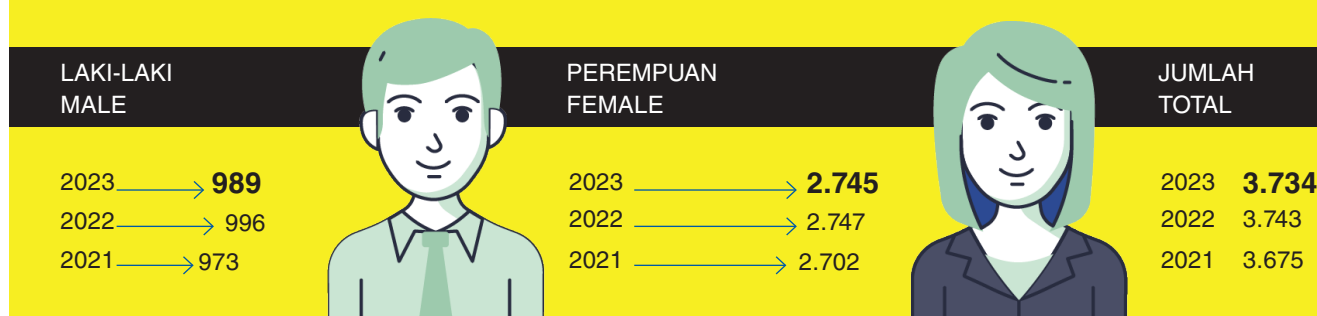 LAKI-LAKI
MALE
2023 989
2022 996
2021 973
PEREMPUAN
FEMALE
2023 2.745
2022 2.747
2021 2.702
JUMLAH
TOTAL
2023 3.734
2022 3.743
2021 3.675